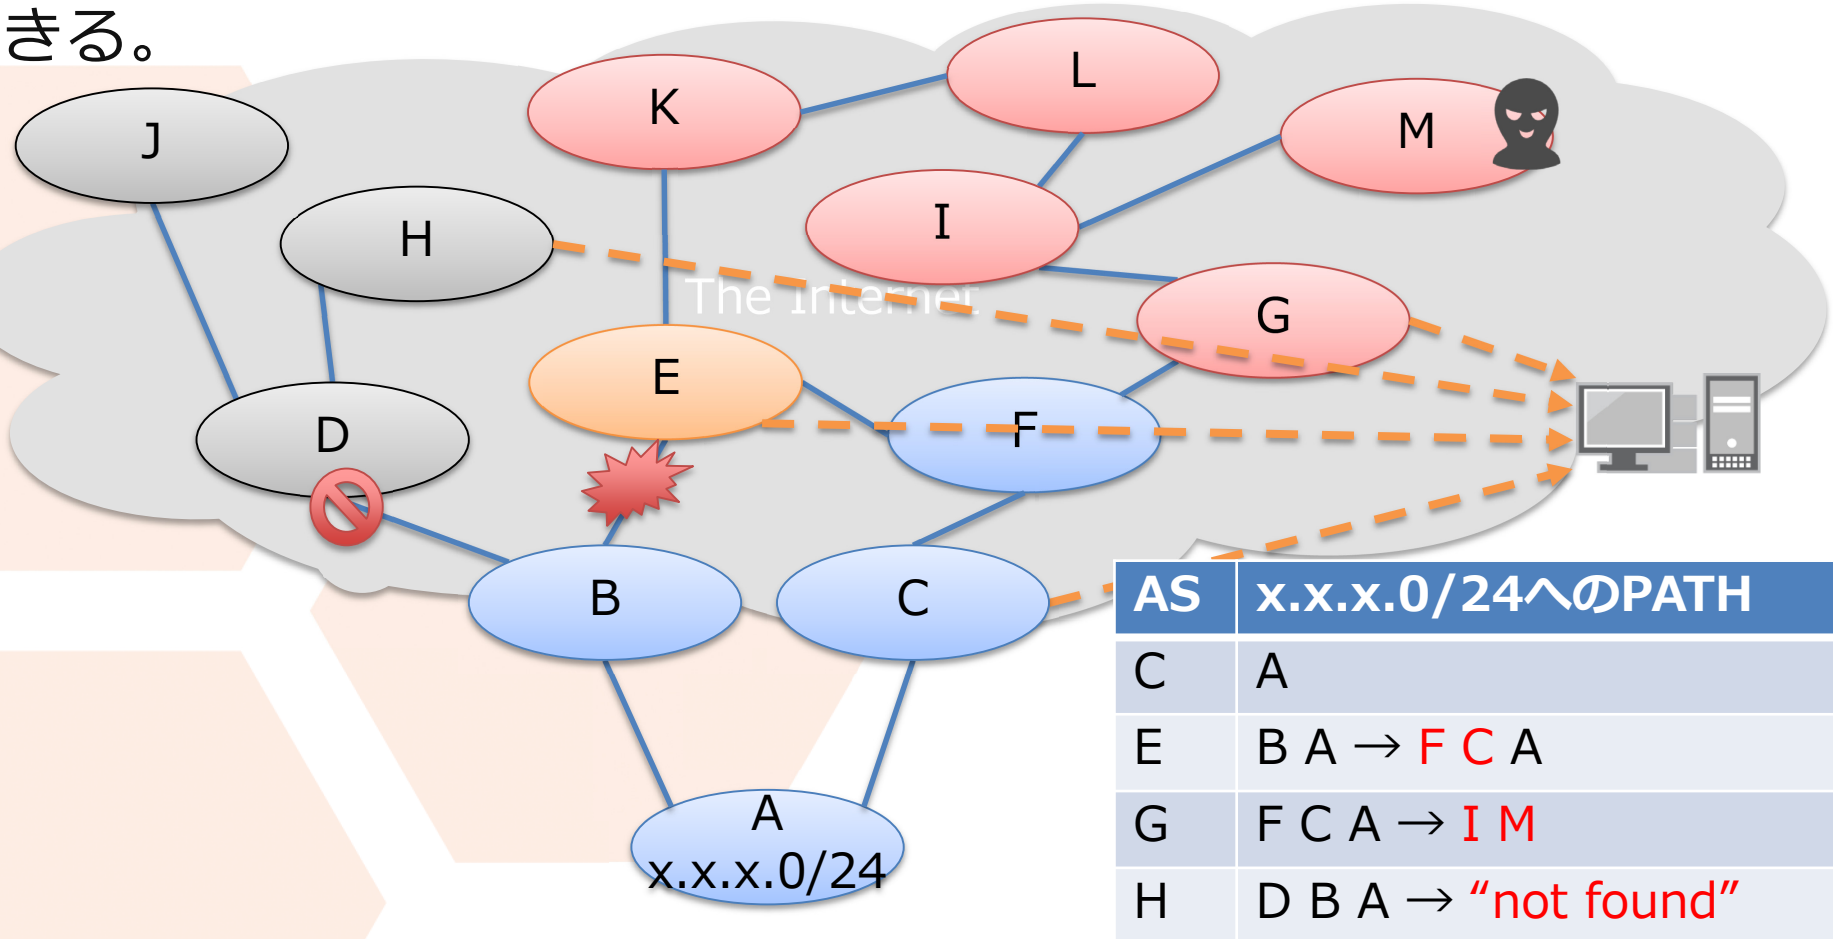 きる。
L
K
M
J
I
H
The Internet
G
E
F
D
B
C
AS x.x.x.0/24へのPATH
C A
E B A → F C A
G F C A → I M
H D B A → “not found”
A
x.x.x.0/24